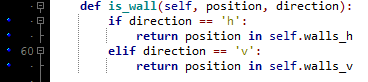 def is_wall(self, position, direction):
    if direction == 'h':
        return position in self.walls_h
60    elif direction == 'v':
        return position in self.walls_v